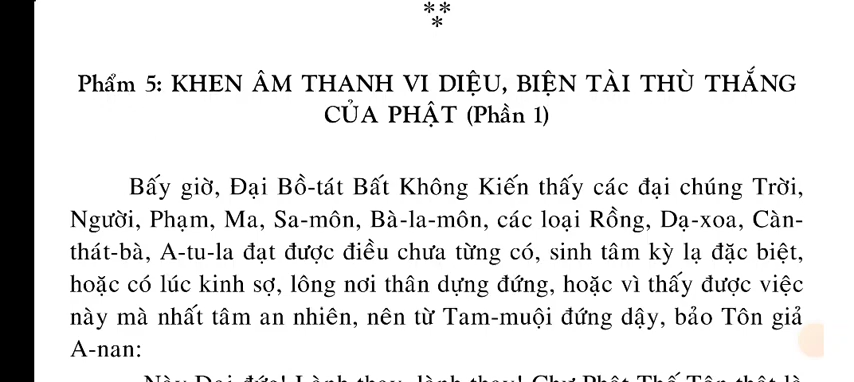 **
*
Phẩm 5: KHEN ÂM THANH VI DIỆU, BIỆN TÀI THÙ THẮNG
CỦA PHẬT (Phần 1)
Bấy giờ, Đại Bồ-tát Bất Không Kiến thấy các đại chúng Trời,
Người, Phạm, Ma, Sa-môn, Bà-la-môn, các loại Rồng, Dạ-xoa, Càn-
thát-bà, A-tu-la đạt được điều chưa từng có, sinh tâm kỳ lạ đặc biệt,
hoặc có lúc kinh sợ, lông nơi thân dựng đứng, hoặc vì thấy được việc
này mà nhất tâm an nhiên, nên từ Tam-muội đứng dậy, bảo Tôn giả
A-nan: